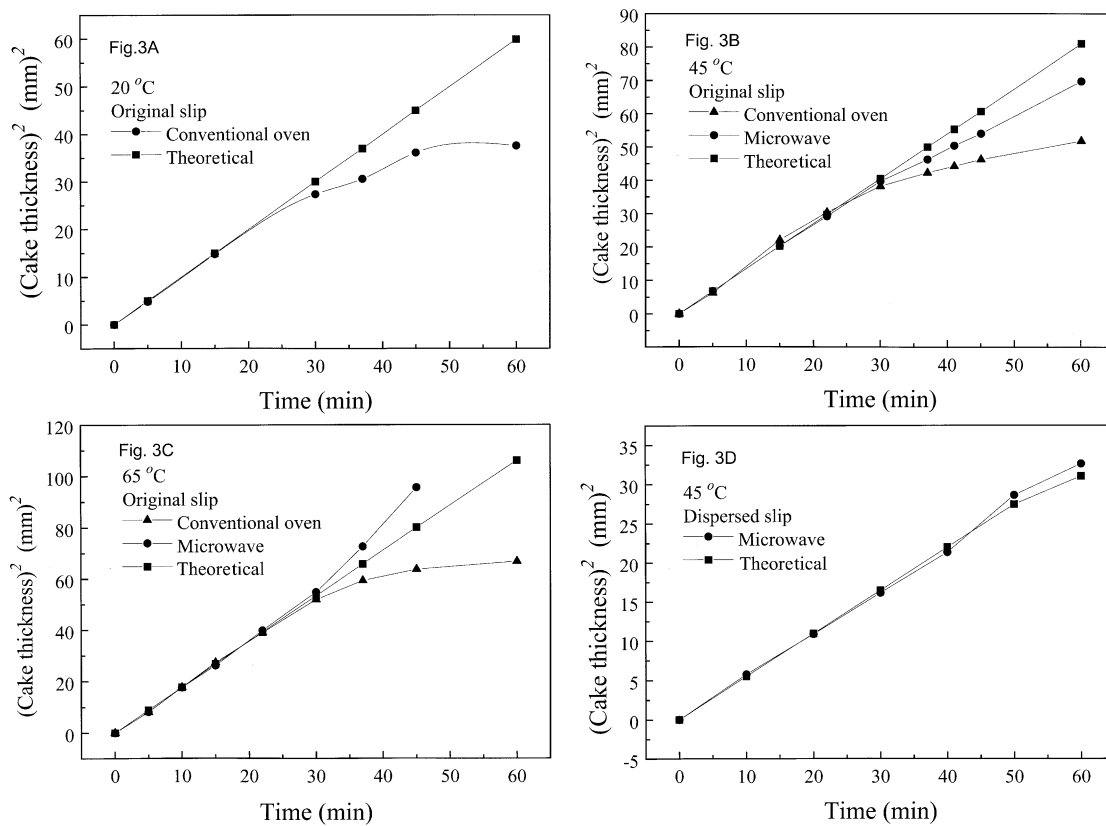 Fig.3A
20 °C
Original slip
Conventional oven
Theoretical
60
50
40
30
20
10
0
((Cake thickness)² (mm)²
0 10 20 30 40 50 60
Time (min)
Fig. 3B
45 °C
Original slip
Conventional oven
Microwave
Theoretical
90
80
70
60
50
40
30
20
10
0
((Cake thickness)² (mm)²
0 10 20 30 40 50 60
Time (min)
Fig. 3C
65 °C
Original slip
Conventional oven
Microwave
Theoretical
120
100
80
60
40
20
0
((Cake thickness)² (mm)²
0 10 20 30 40 50 60
Time (min)
Fig. 3D
45 °C
Dispersed slip
Microwave
Theoretical
35
30
25
20
15
10
5
0
-5
((Cake thickness)² (mm)²
0 10 20 30 40 50 60
Time (min)